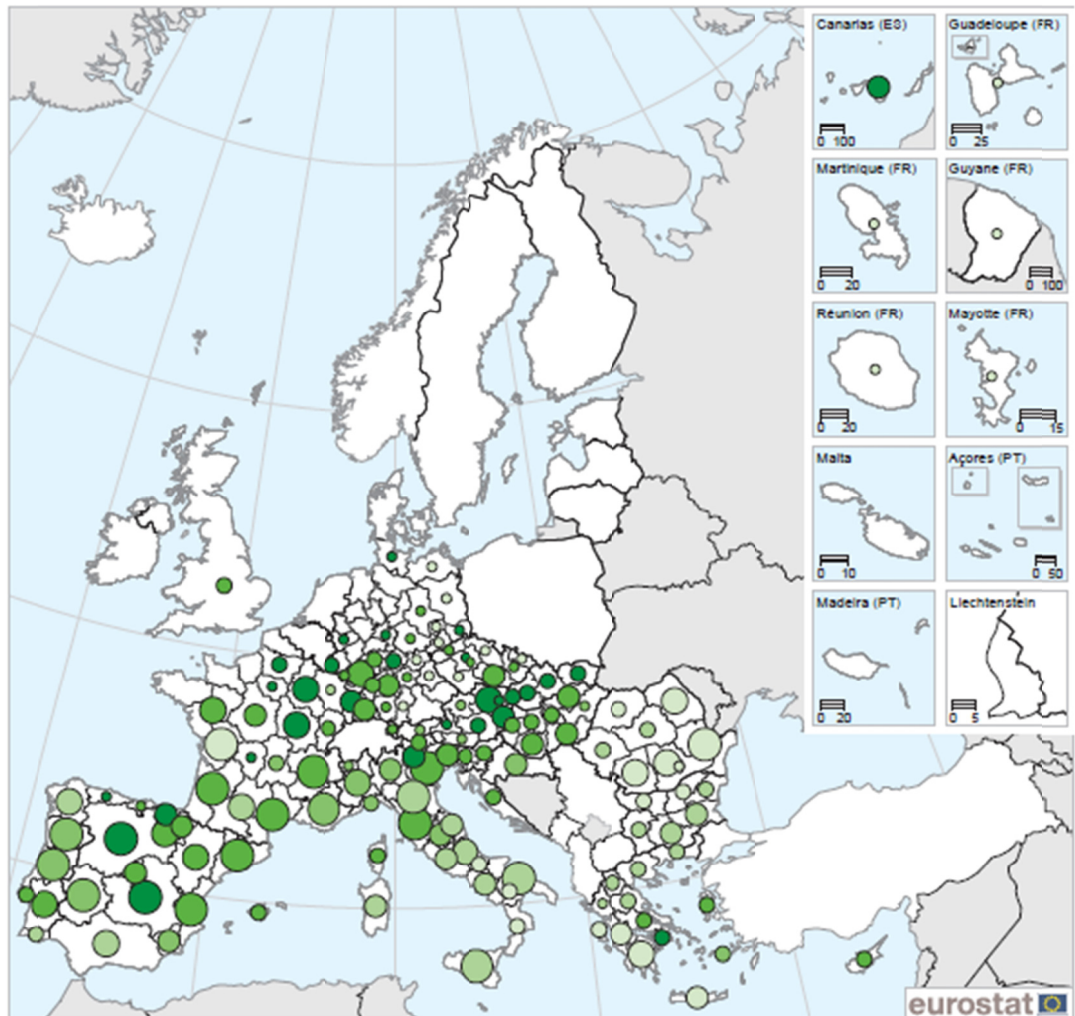 Canarias (ES)
0 100
Guadeloupe (FR)
0 25
Martinique (FR)
0 20
Guyane (FR)
0 100
Réunion (FR)
0 20
Mayotte (FR)
0 15
Malta
0 10
Açores (PT)
0 50
Madeira (PT)
0 20
Liechtenstein
0 5
eurostat